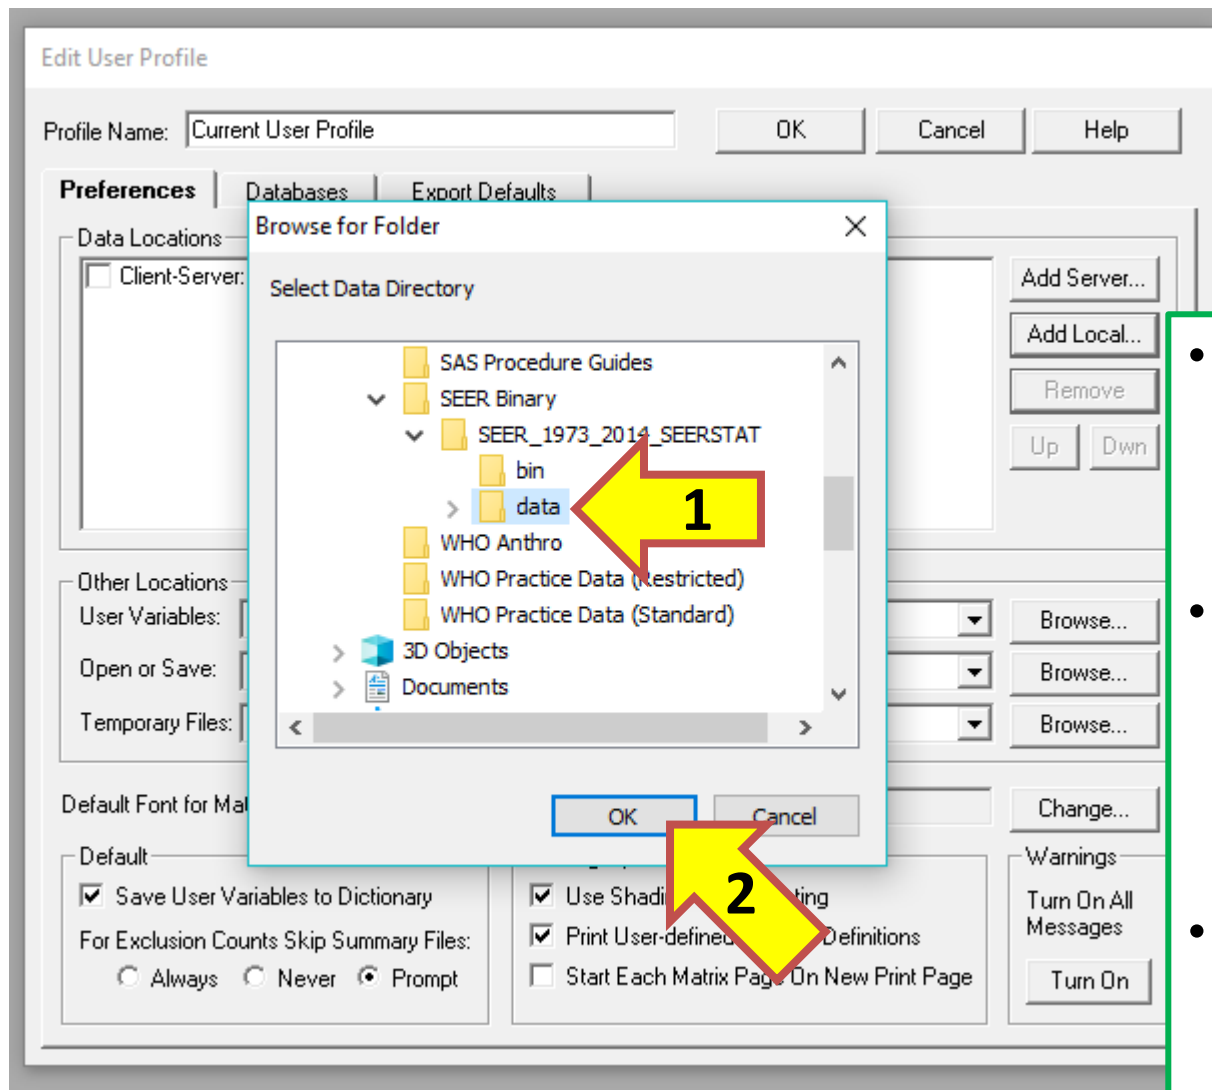 Edit User Profile
Profile Name: Current User Profile OK Cancel Help
Preferences Databases Export Defaults
Browse for Folder
Data Locations
Client-Server:
Select Data Directory
Add Server...
Add Local...
Remove
Up Dwn
SAS Procedure Guides
SEER Binary
SEER_1973_2014_SEERSTAT
bin
data
1
WHO Anthro
WHO Practice Data (Restricted)
WHO Practice Data (Standard)
3D Objects
Documents
Other Locations
User Variables: Browse...
Open or Save: Browse...
Temporary Files: Browse...
OK Cancel
2
Default Font for Change...
Default
Save User Variables to Dictionary
For Exclusion Counts Skip Summary Files:
Always Never Prompt
Use
Print User-defined Definitions
Start Each Matrix Page On New Print Page
Warnings
Turn On All
Messages
Turn On